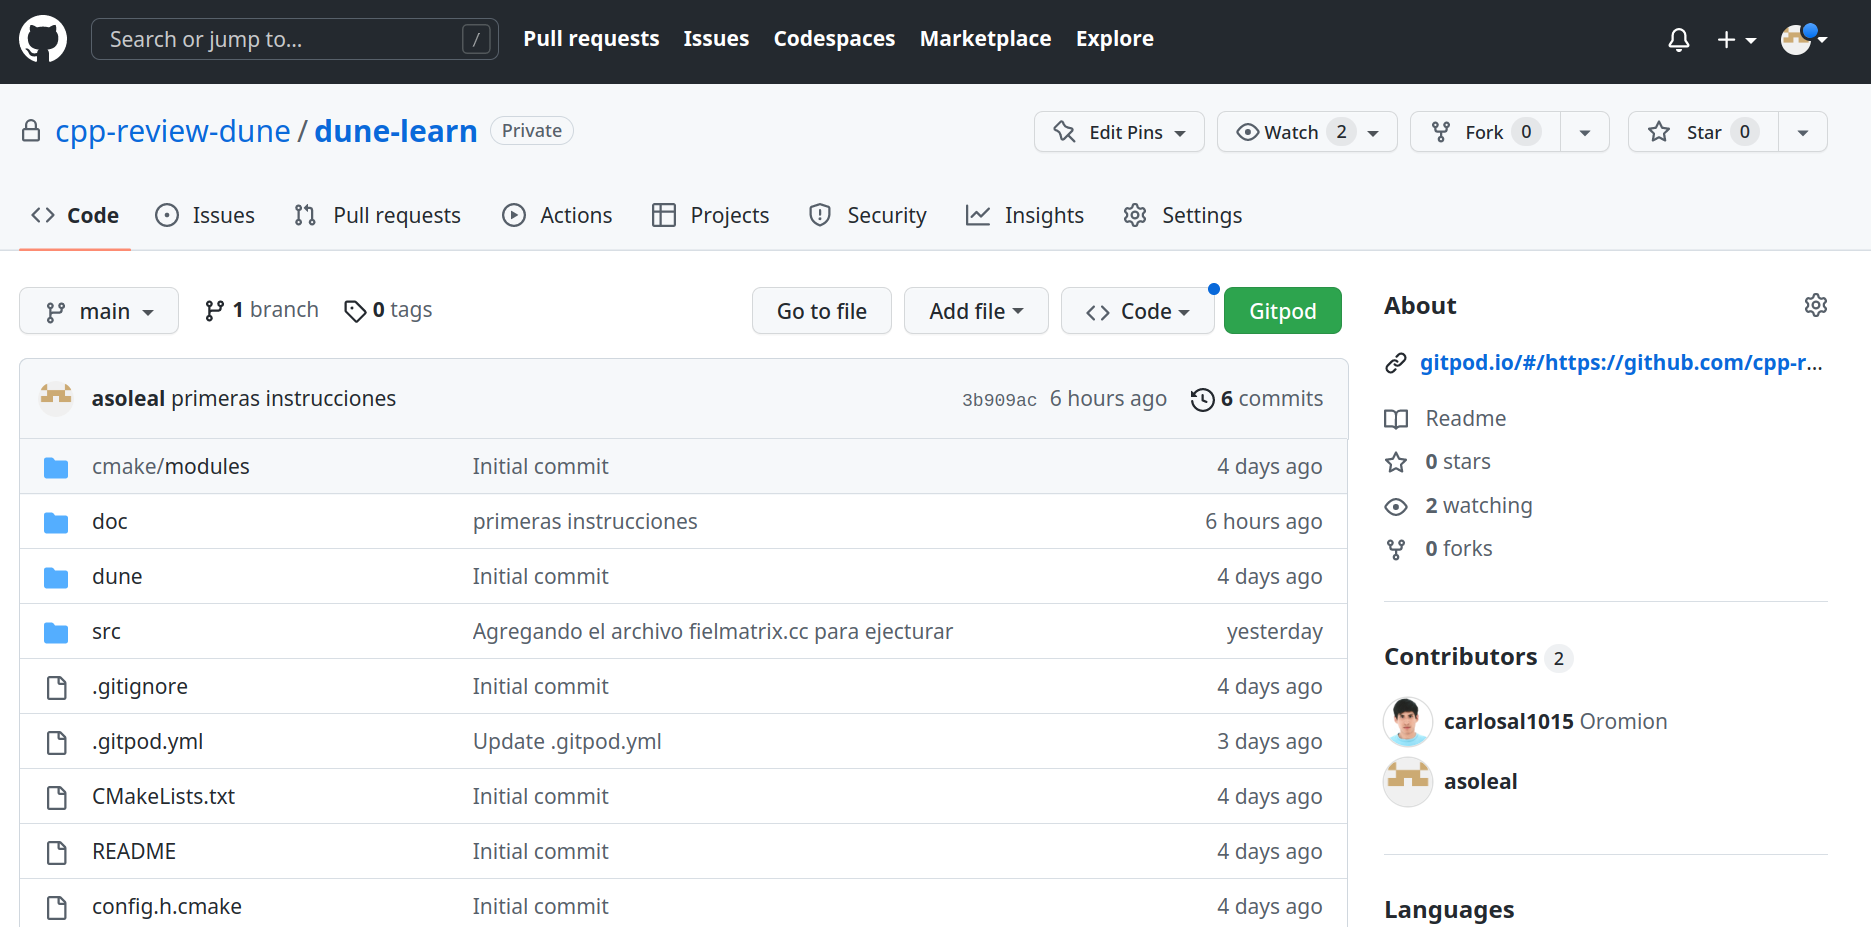 Search or jump to... / Pull requests Issues Codespaces Marketplace Explore
cpp-review-dune / dune-learn Private Edit Pins Watch 2 Fork 0 Star 0
Code Issues Pull requests Actions Projects Security Insights Settings
main 1 branch 0 tags Go to file Add file Code Gitpod
asoleal primeras instrucciones 3b909ac 6 hours ago 6 commits
cmake/modules Initial commit 4 days ago
doc primeras instrucciones 6 hours ago
dune Initial commit 4 days ago
src Agregando el archivo fielmatrix.cc para ejecturar yesterday
.gitignore Initial commit 4 days ago
.gitpod.yml Update .gitpod.yml 3 days ago
CMakeLists.txt Initial commit 4 days ago
README Initial commit 4 days ago
config.h.cmake Initial commit 4 days ago
About
gitpod.io/#/https://github.com/cpp-r...
Readme
0 stars
2 watching
0 forks
Contributors 2
carlosal1015 Oromion
asoleal
Languages